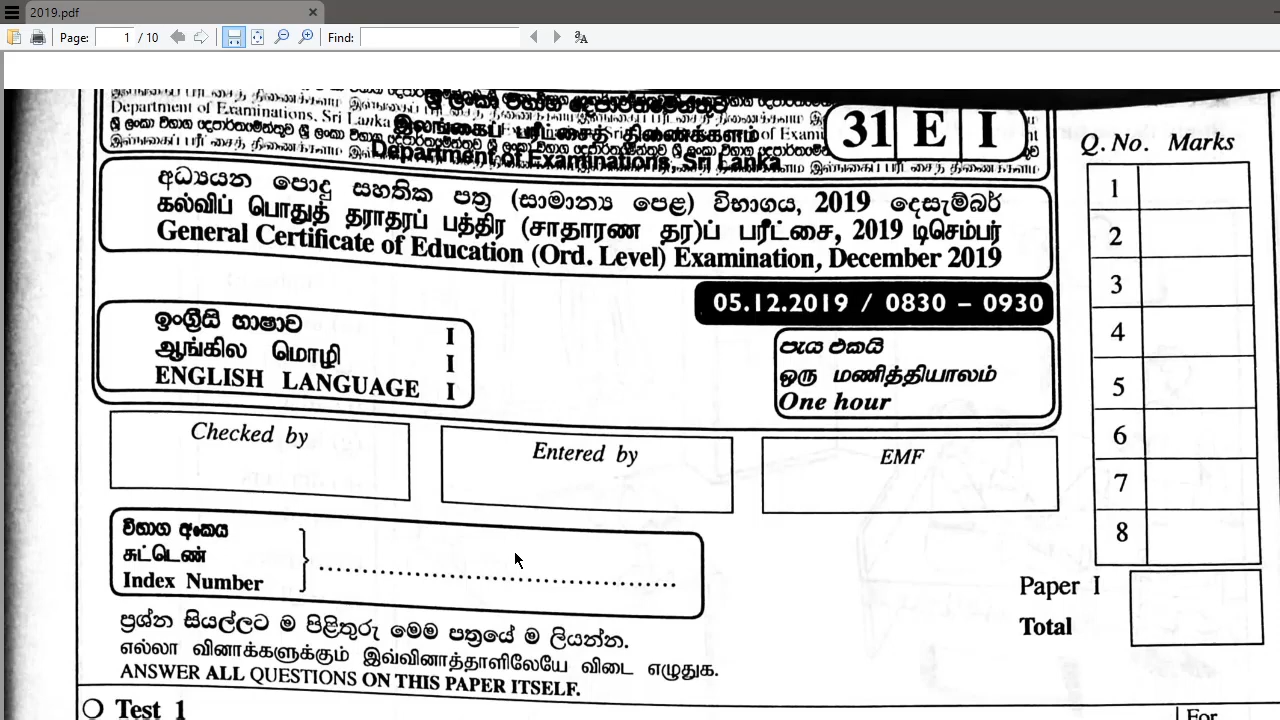 2019.pdf
Page: 1 / 10 Find:
Department of Examinations, Sri Lanka
ශ්‍රී ලංකා විභාග දෙපාර්තමේන්තුව
இலங்கைப் பரீட்சைத் திணைக்களம்
Department of Examinations, Sri Lanka
31 E I
අධ්‍යයන පොදු සහතික පත්‍ර (සාමාන්‍ය පෙළ) විභාගය, 2019 දෙසැම්බර්
கல்விப் பொதுத் தராதரப் பத்திர (சாதாரண தர)ப் பரீட்சை, 2019 டிசெம்பர்
General Certificate of Education (Ord. Level) Examination, December 2019
05.12.2019 / 0830 – 0930
ඉංග්‍රීසි භාෂාව I
ஆங்கில மொழி I
ENGLISH LANGUAGE I
පැය එකයි
ஒரு மணித்தியாலம்
One hour
Checked by
Entered by
EMF
විභාග අංකය
சுட்டெண்
Index Number
ප්‍රශ්න සියල්ලට ම පිළිතුරු මෙම පත්‍රයේ ම ලියන්න.
எல்லா வினாக்களுக்கும் இவ்வினாத்தாளிலேயே விடை எழுதுக.
ANSWER ALL QUESTIONS ON THIS PAPER ITSELF.
Q. No. Marks
1
2
3
4
5
6
7
8
Paper I
Total
Test 1
For